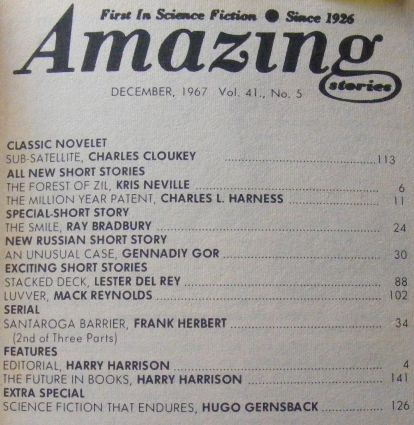 First In Science Fiction ● Since 1926
Amazing
stories
DECEMBER, 1967 Vol. 41., No. 5
CLASSIC NOVELET
SUB-SATELLITE, CHARLES CLOUKEY ................................ 113
ALL NEW SHORT STORIES
THE FOREST OF ZIL, KRIS NEVILLE ................................ 6
THE MILLION YEAR PATENT, CHARLES L. HARNESS ................................ 11
SPECIAL-SHORT STORY
THE SMILE, RAY BRADBURY ................................ 24
NEW RUSSIAN SHORT STORY
AN UNUSUAL CASE, GENNADIY GOR ................................ 30
EXCITING SHORT STORIES
STACKED DECK, LESTER DEL REY ................................ 88
LUVVER, MACK REYNOLDS ................................ 102
SERIAL
SANTAROGA BARRIER, FRANK HERBERT ................................ 34
(2nd of Three Parts)
FEATURES
EDITORIAL, HARRY HARRISON ................................ 4
THE FUTURE IN BOOKS, HARRY HARRISON ................................ 141
EXTRA SPECIAL
SCIENCE FICTION THAT ENDURES, HUGO GERNSBACK ................................ 126